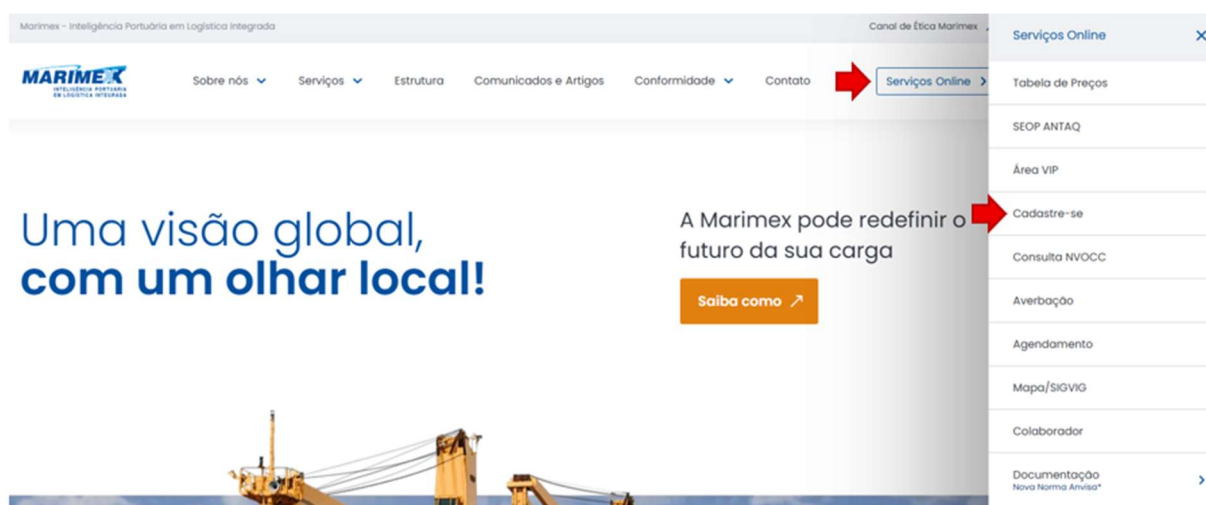 Marimex - Inteligência Portuária em Logística Integrada
Canal de Ética Marimex
MARIMEX
INTELIGÊNCIA PORTUÁRIA
EM LOGÍSTICA INTEGRADA
Sobre nós
Serviços
Estrutura
Comunicados e Artigos
Conformidade
Contato
Serviços Online
Uma visão global,
com um olhar local!
A Marimex pode redefinir o
futuro da sua carga
Saiba como
Serviços Online
Tabela de Preços
SEOP ANTAQ
Área VIP
Cadastre-se
Consulta NVOCC
Averbação
Agendamento
Mapa/SIGVIG
Colaborador
Documentação
Nova Norma Anvisa*